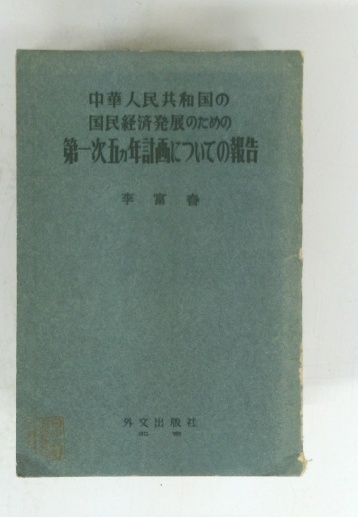 中華人民共和国の
国民経済発展のための
第一次五ヵ年計画についての報告
李富春
外文出版社